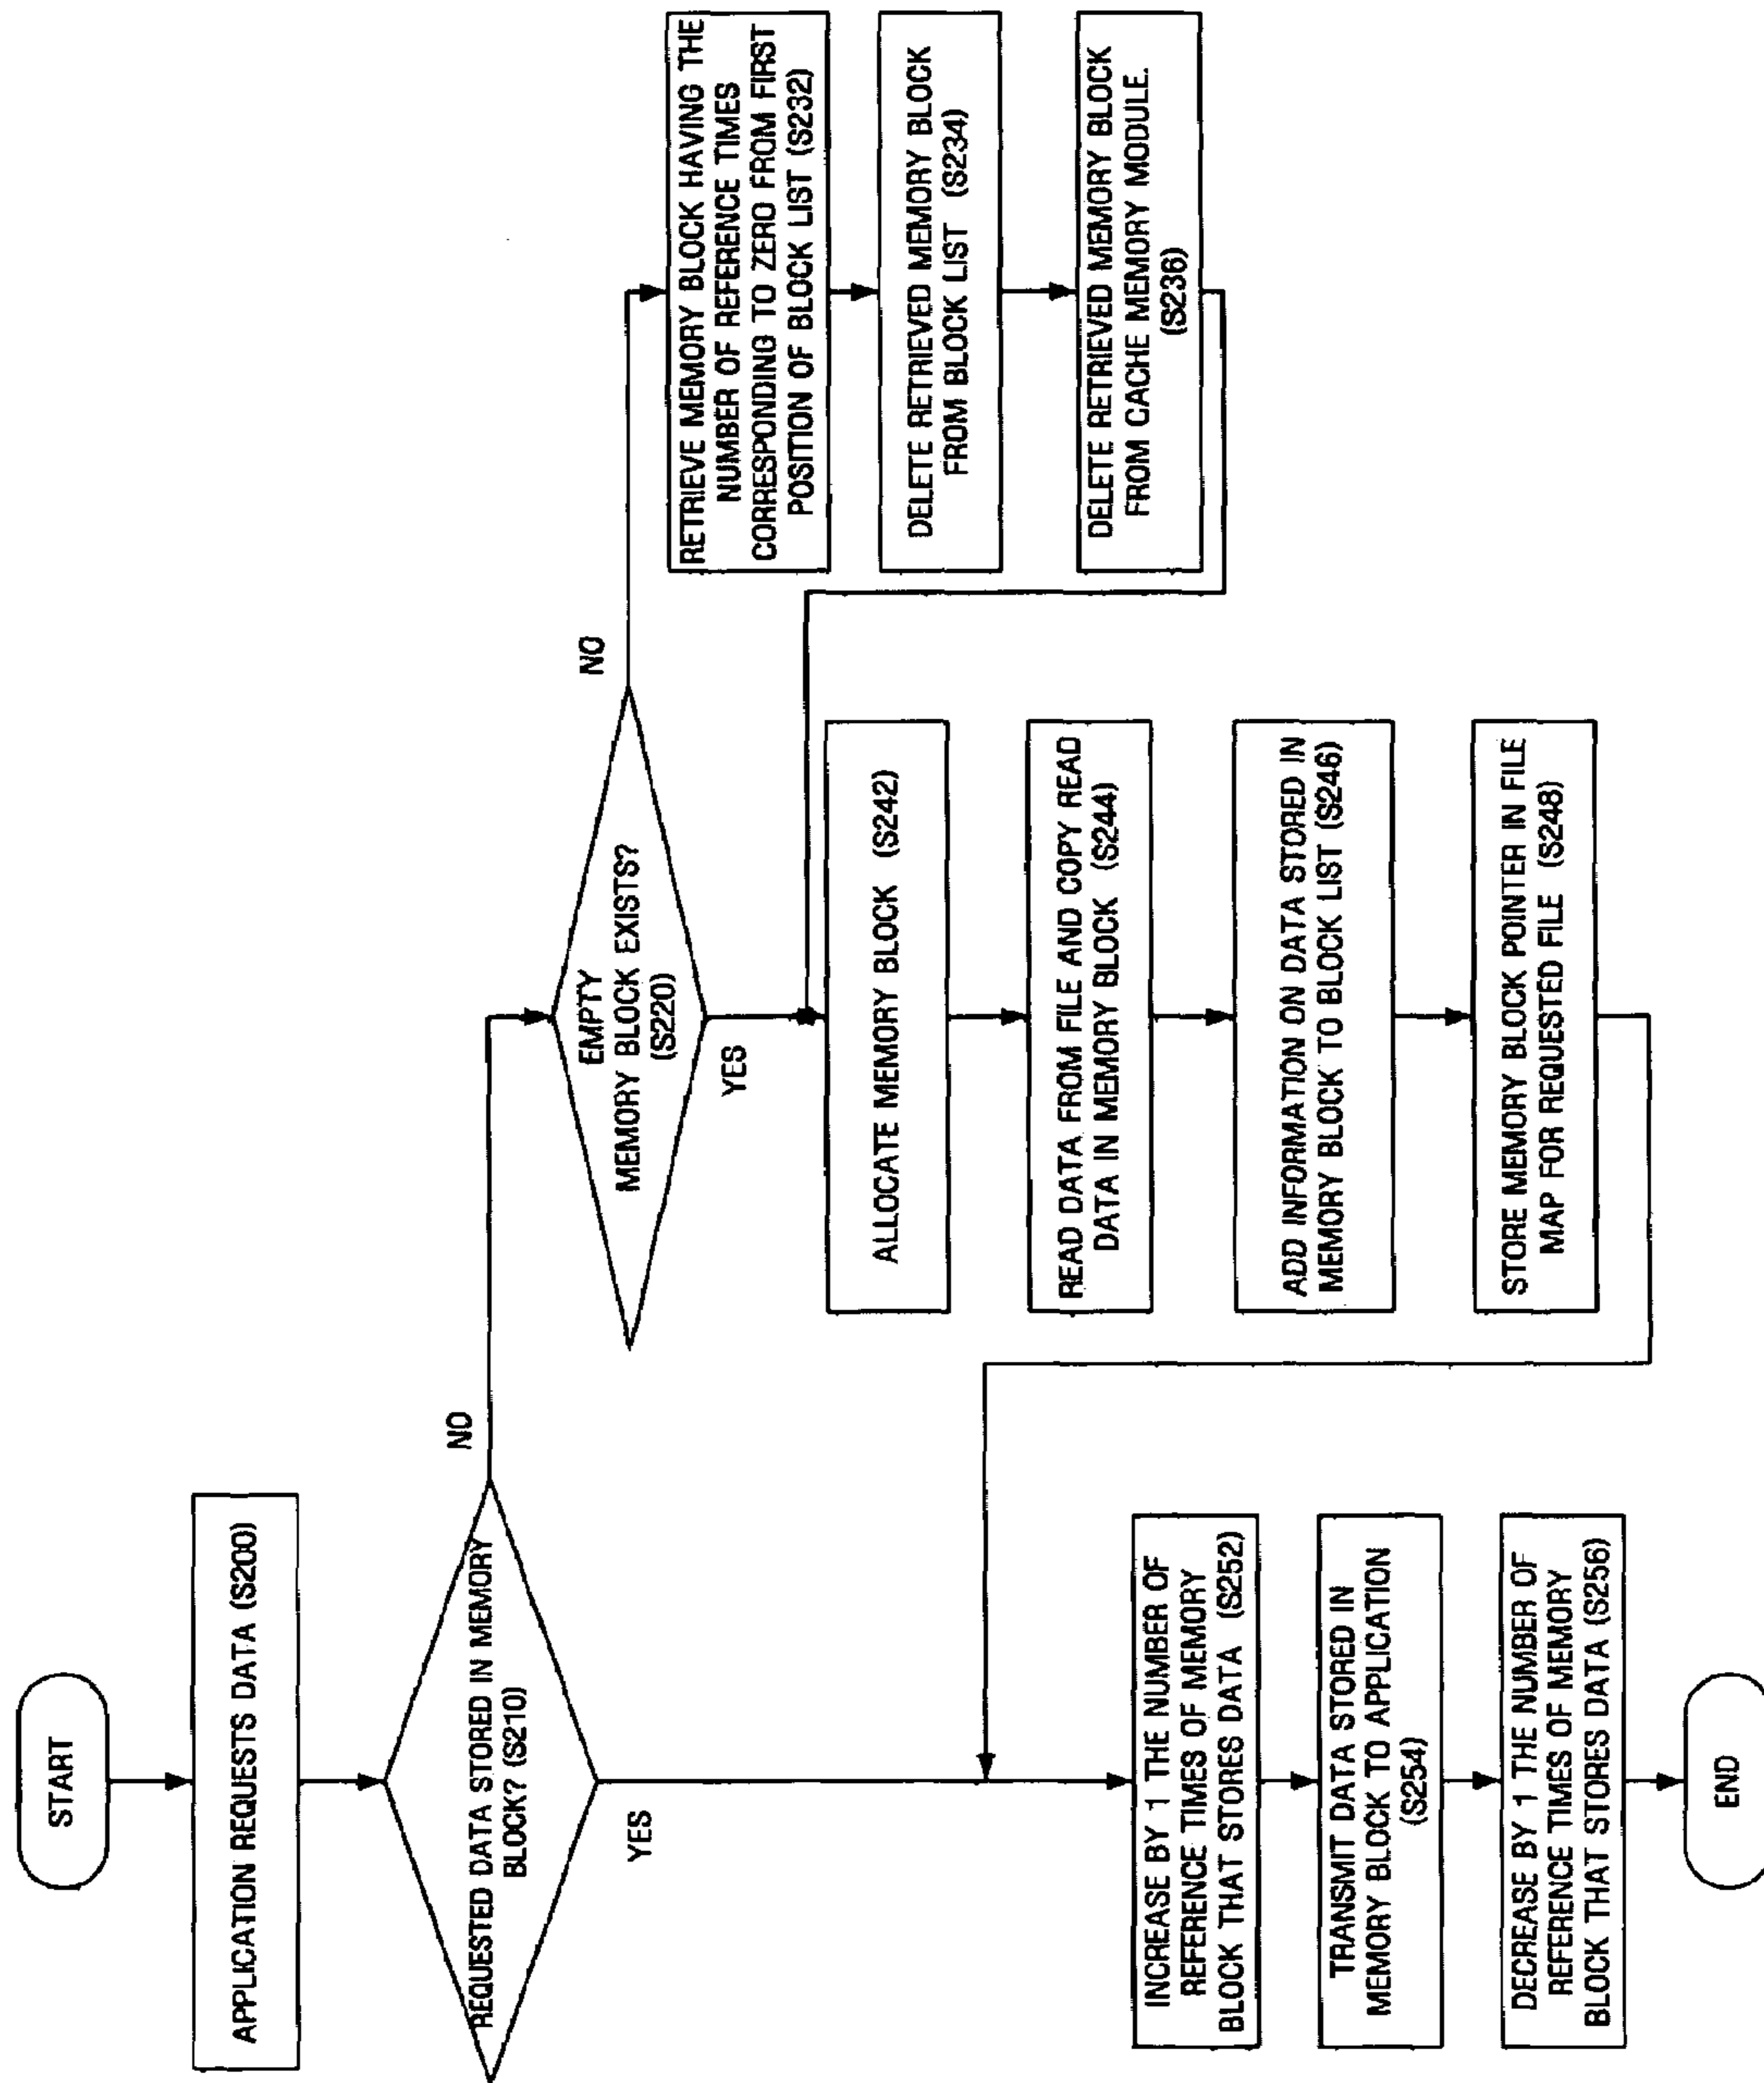 START
APPLICATION REQUESTS DATA (S200)
REQUESTED DATA STORED IN MEMORY
BLOCK? (S210)
NO
YES
EMPTY
MEMORY BLOCK EXISTS?
(S220)
NO
YES
RETRIEVE MEMORY BLOCK HAVING THE
NUMBER OF REFERENCE TIMES
CORRESPONDING TO ZERO FROM FIRST
POSITION OF BLOCK LIST (S232)
DELETE RETRIEVED MEMORY BLOCK
FROM BLOCK LIST (S234)
DELETE RETRIEVED MEMORY BLOCK
FROM CACHE MEMORY MODULE.
(S236)
ALLOCATE MEMORY BLOCK (S242)
READ DATA FROM FILE AND COPY READ
DATA IN MEMORY BLOCK (S244)
ADD INFORMATION ON DATA STORED IN
MEMORY BLOCK TO BLOCK LIST (S246)
STORE MEMORY BLOCK POINTER IN FILE
MAP FOR REQUESTED FILE (S248)
INCREASE BY 1 THE NUMBER OF
REFERENCE TIMES OF MEMORY
BLOCK THAT STORES DATA (S252)
TRANSMIT DATA STORED IN
MEMORY BLOCK TO APPLICATION
(S254)
DECREASE BY 1 THE NUMBER OF
REFERENCE TIMES OF MEMORY
BLOCK THAT STORES DATA (S256)
END